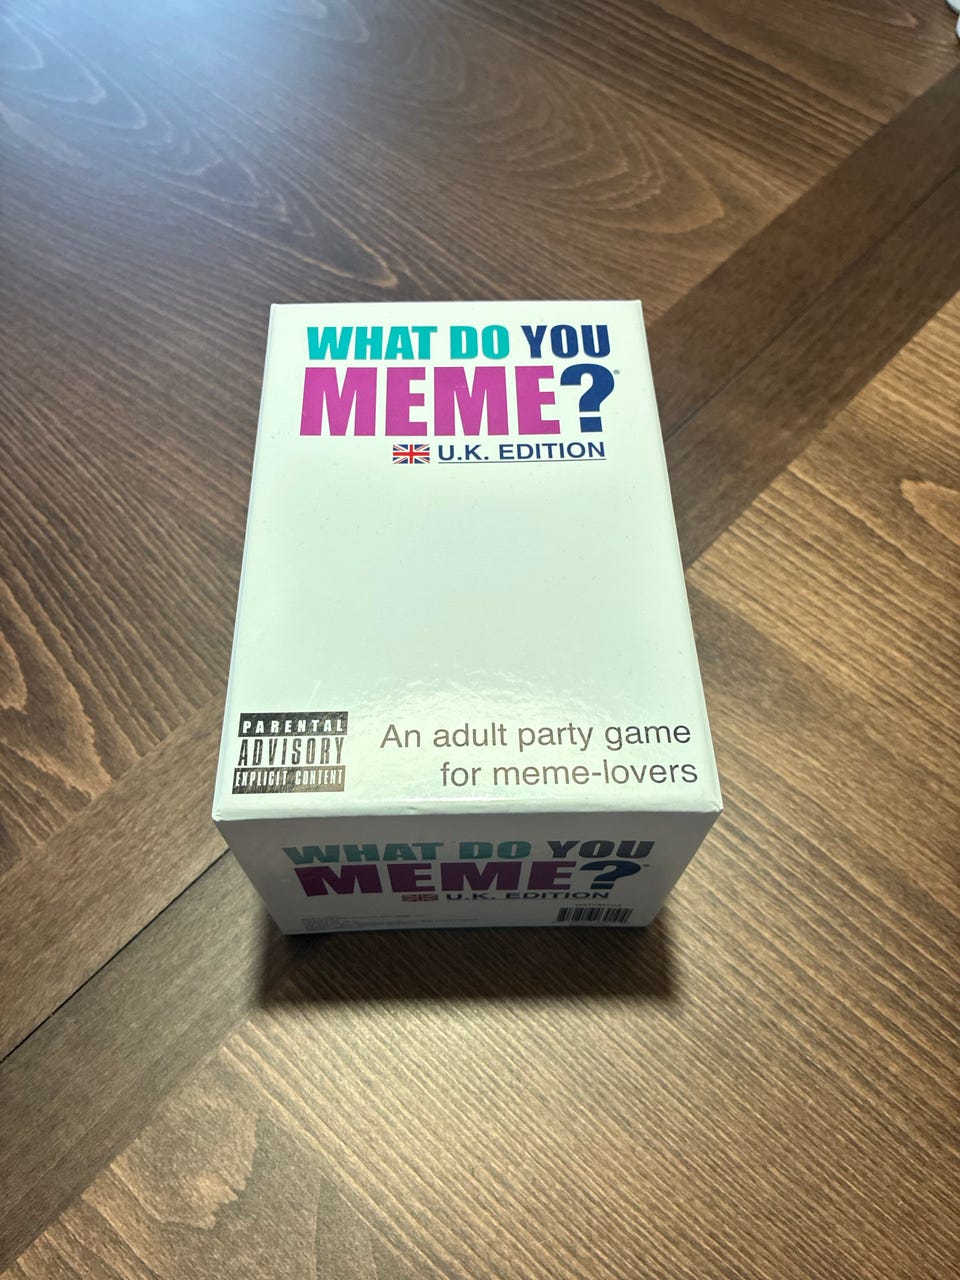 WHAT DO YOU
MEME?®
U.K. EDITION
PARENTAL
ADVISORY
EXPLICIT CONTENT
An adult party game
for meme-lovers
WHAT DO YOU
MEME?
U.K. EDITION